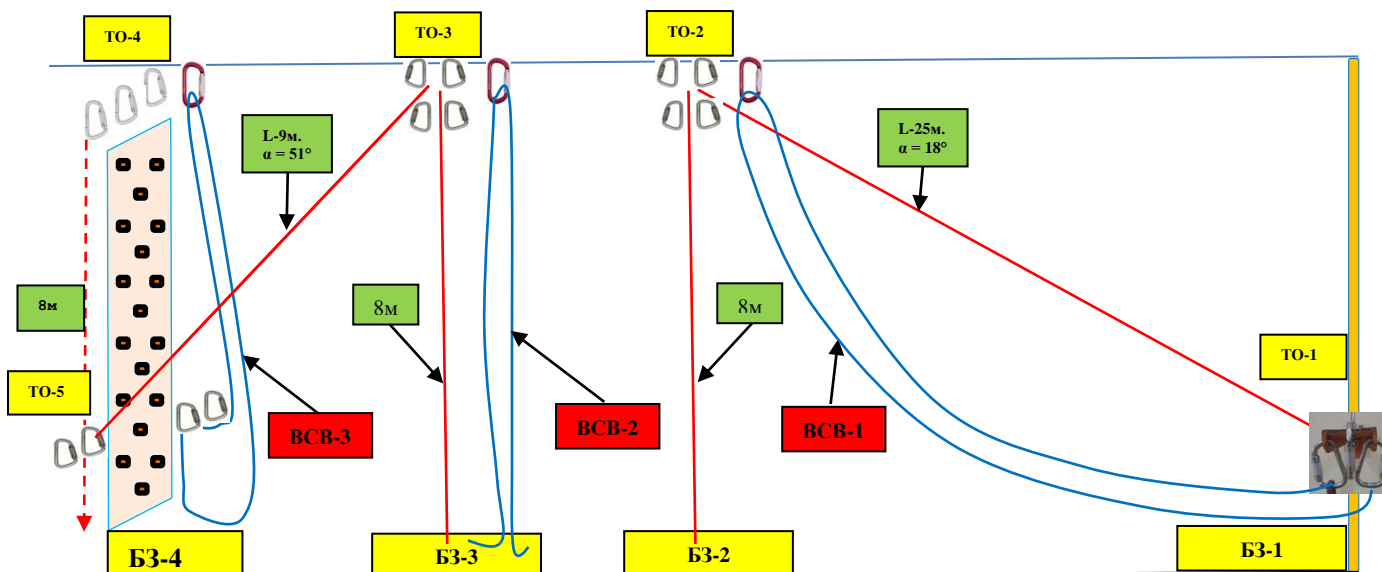 ТО-4
ТО-3
ТО-2
L-9м.
α = 51°
L-25м.
α = 18°
8м
8м
8м
ТО-1
ТО-5
ВСВ-3
ВСВ-2
ВСВ-1
БЗ-4
БЗ-3
БЗ-2
БЗ-1